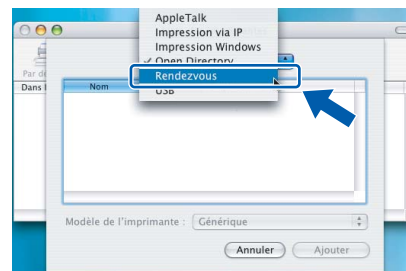 AppleTalk
Impression via IP
Impression Windows
✓ Open Directory
Rendezvous
USB
Par dé
Dans l
Nom
Modèle de l'imprimante : Générique
Annuler Ajouter